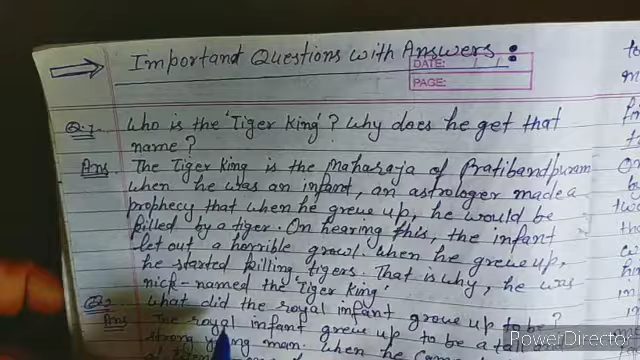 Important Questions with Answers :
DATE: / /
PAGE:
Q.1 Who is the 'Tiger King'? Why does he get that
name?
Ans. The Tiger King is the Maharaja of Pratibandpuram
when he was an infant, an astrologer made a
prophecy that when he grew up, he would be
killed by a tiger. On hearing this, the infant
let out a horrible growl. When he grew up,
he started killing tigers. That is why, he was
nick-named the 'Tiger King'
Q.2 What did the royal infant grow up to be?
Ans The royal infant grew up to be a tall and
strong young man. When he came
PowerDirector